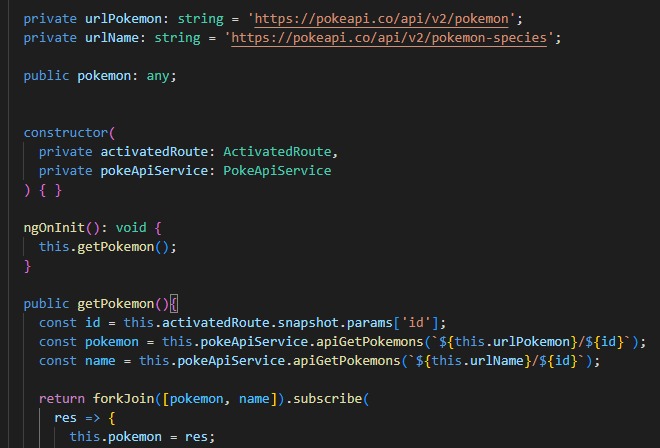 private urlPokemon: string = 'https://pokeapi.co/api/v2/pokemon';
private urlName: string = 'https://pokeapi.co/api/v2/pokemon-species';
public pokemon: any;
constructor(
private activatedRoute: ActivatedRoute,
private pokeApiService: PokeApiService
) { }
ngOnInit(): void {
this.getPokemon();
}
public getPokemon(){
const id = this.activatedRoute.snapshot.params['id'];
const pokemon = this.pokeApiService.apiGetPokemons(`${this.urlPokemon}/${id}`);
const name = this.pokeApiService.apiGetPokemons(`${this.urlName}/${id}`);
return forkJoin([pokemon, name]).subscribe(
res => {
this.pokemon = res;